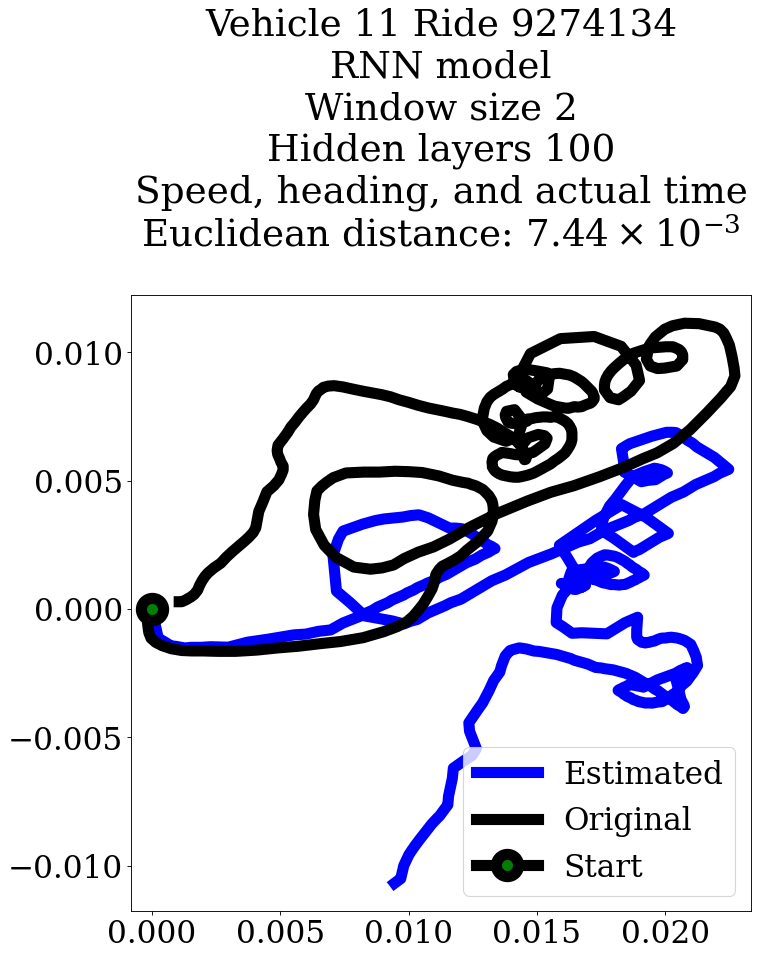 Vehicle 11 Ride 9274134
RNN model
Window size 2
Hidden layers 100
Speed, heading, and actual time
Euclidean distance: 7.44 × 10⁻³
0.010
0.005
0.000
−0.005
−0.010
Estimated
Original
Start
0.000 0.005 0.010 0.015 0.020